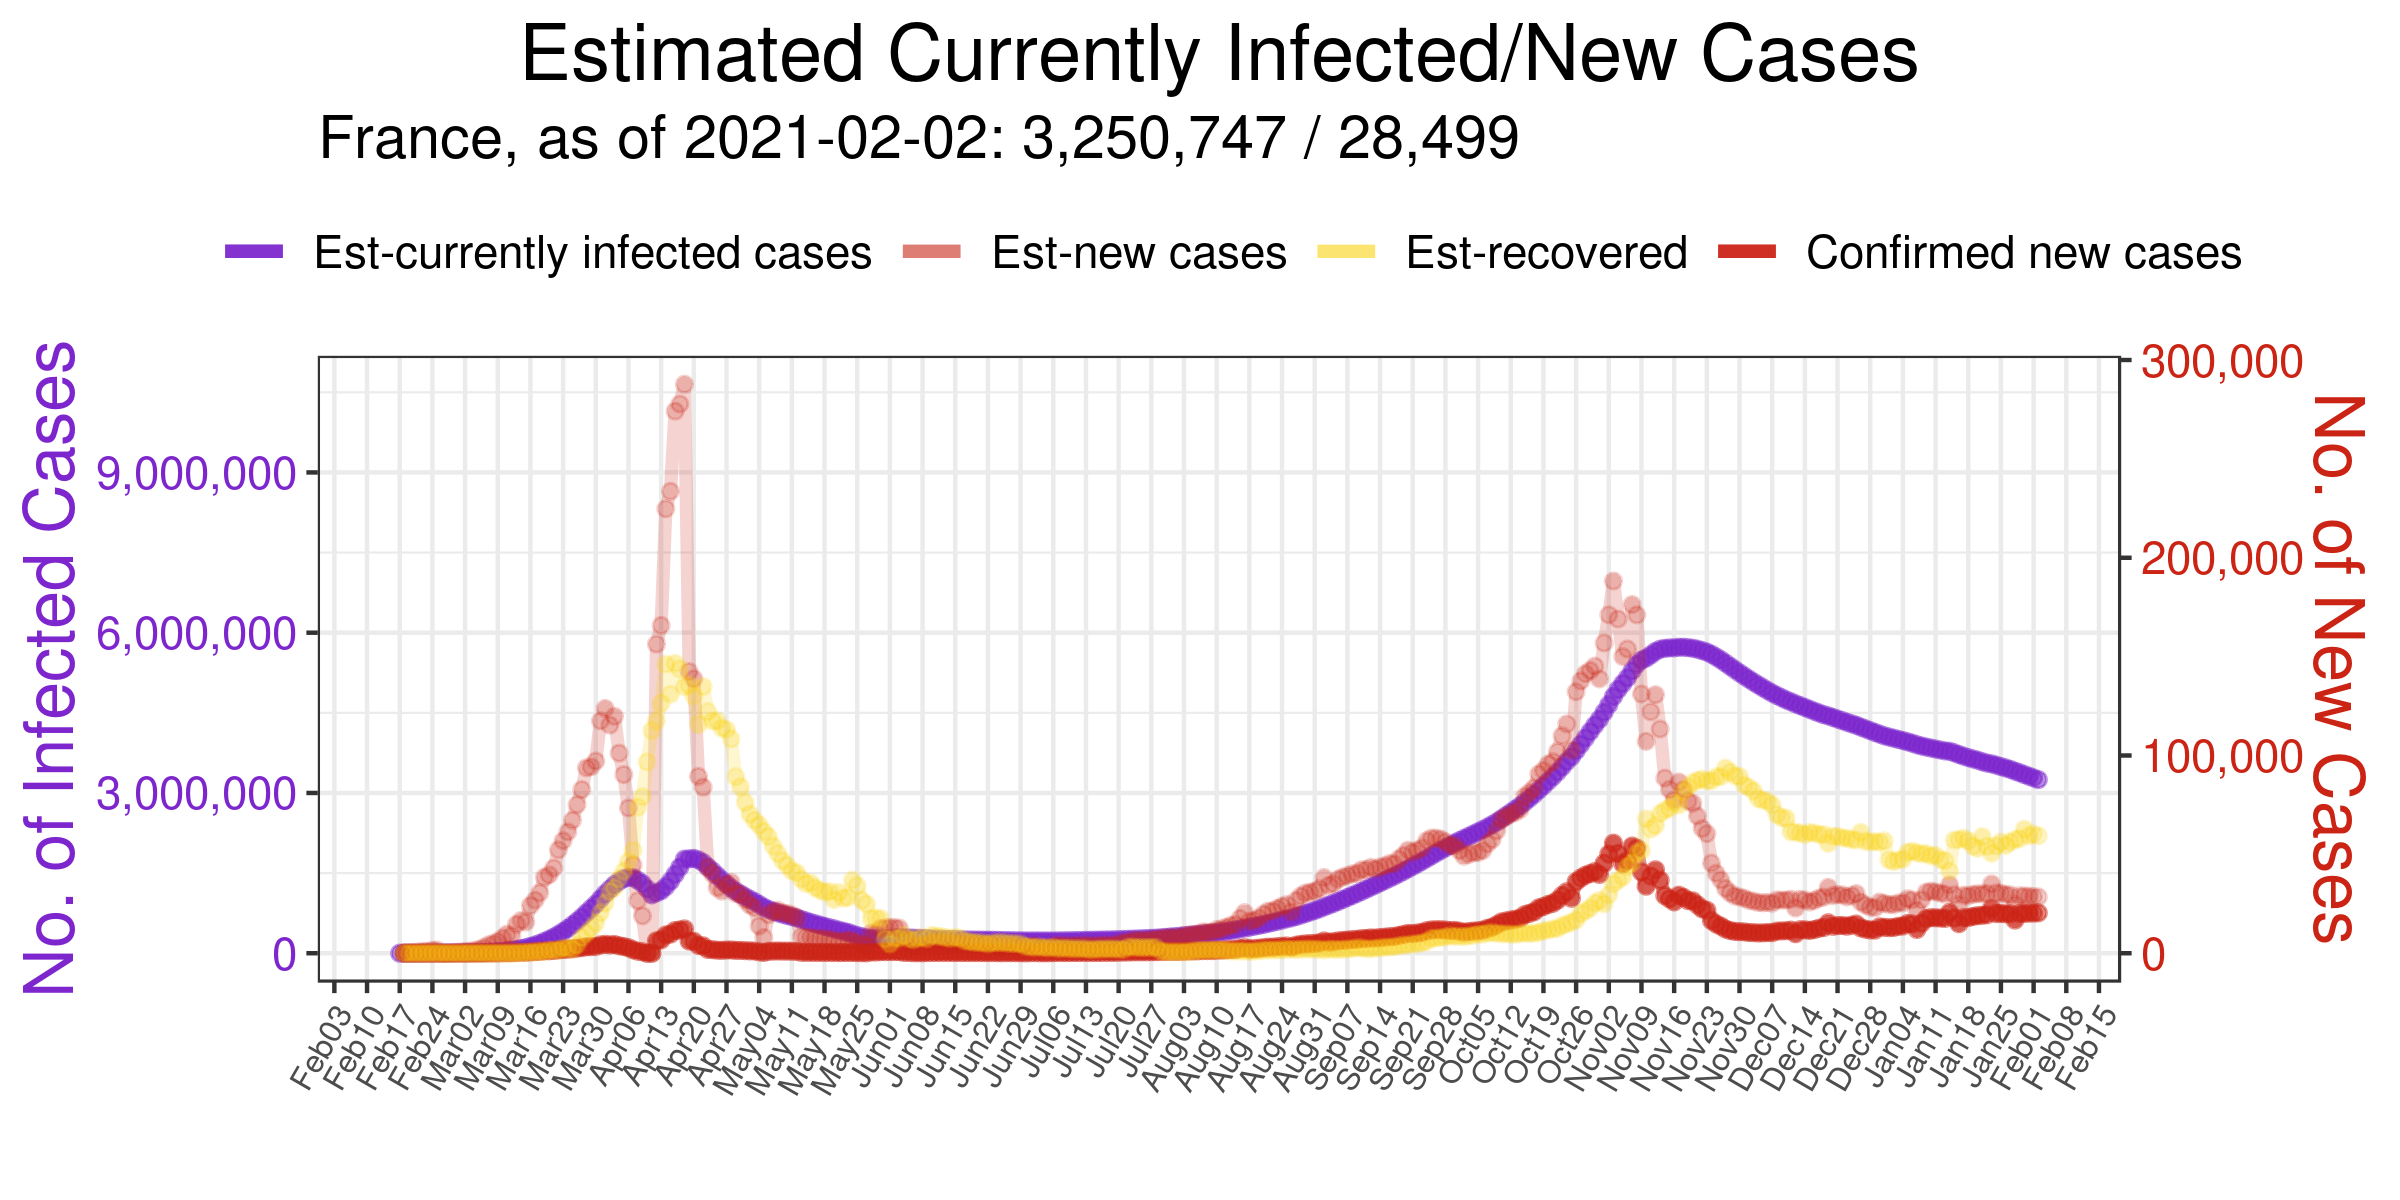 Estimated Currently Infected/New Cases
France, as of 2021-02-02: 3,250,747 / 28,499
Est-currently infected cases Est-new cases Est-recovered Confirmed new cases
No. of Infected Cases
9,000,000
6,000,000
3,000,000
0
300,000
200,000
100,000
0
No. of New Cases
Feb03 Feb10 Feb17 Feb24 Mar02 Mar09 Mar16 Mar23 Mar30 Apr06 Apr13 Apr20 Apr27 May04 May11 May18 May25 Jun01 Jun08 Jun15 Jun22 Jun29 Jul06 Jul13 Jul20 Jul27 Aug03 Aug10 Aug17 Aug24 Aug31 Sep07 Sep14 Sep21 Sep28 Oct05 Oct12 Oct19 Oct26 Nov02 Nov09 Nov16 Nov23 Nov30 Dec07 Dec14 Dec21 Dec28 Jan04 Jan11 Jan18 Jan25 Feb01 Feb08 Feb15